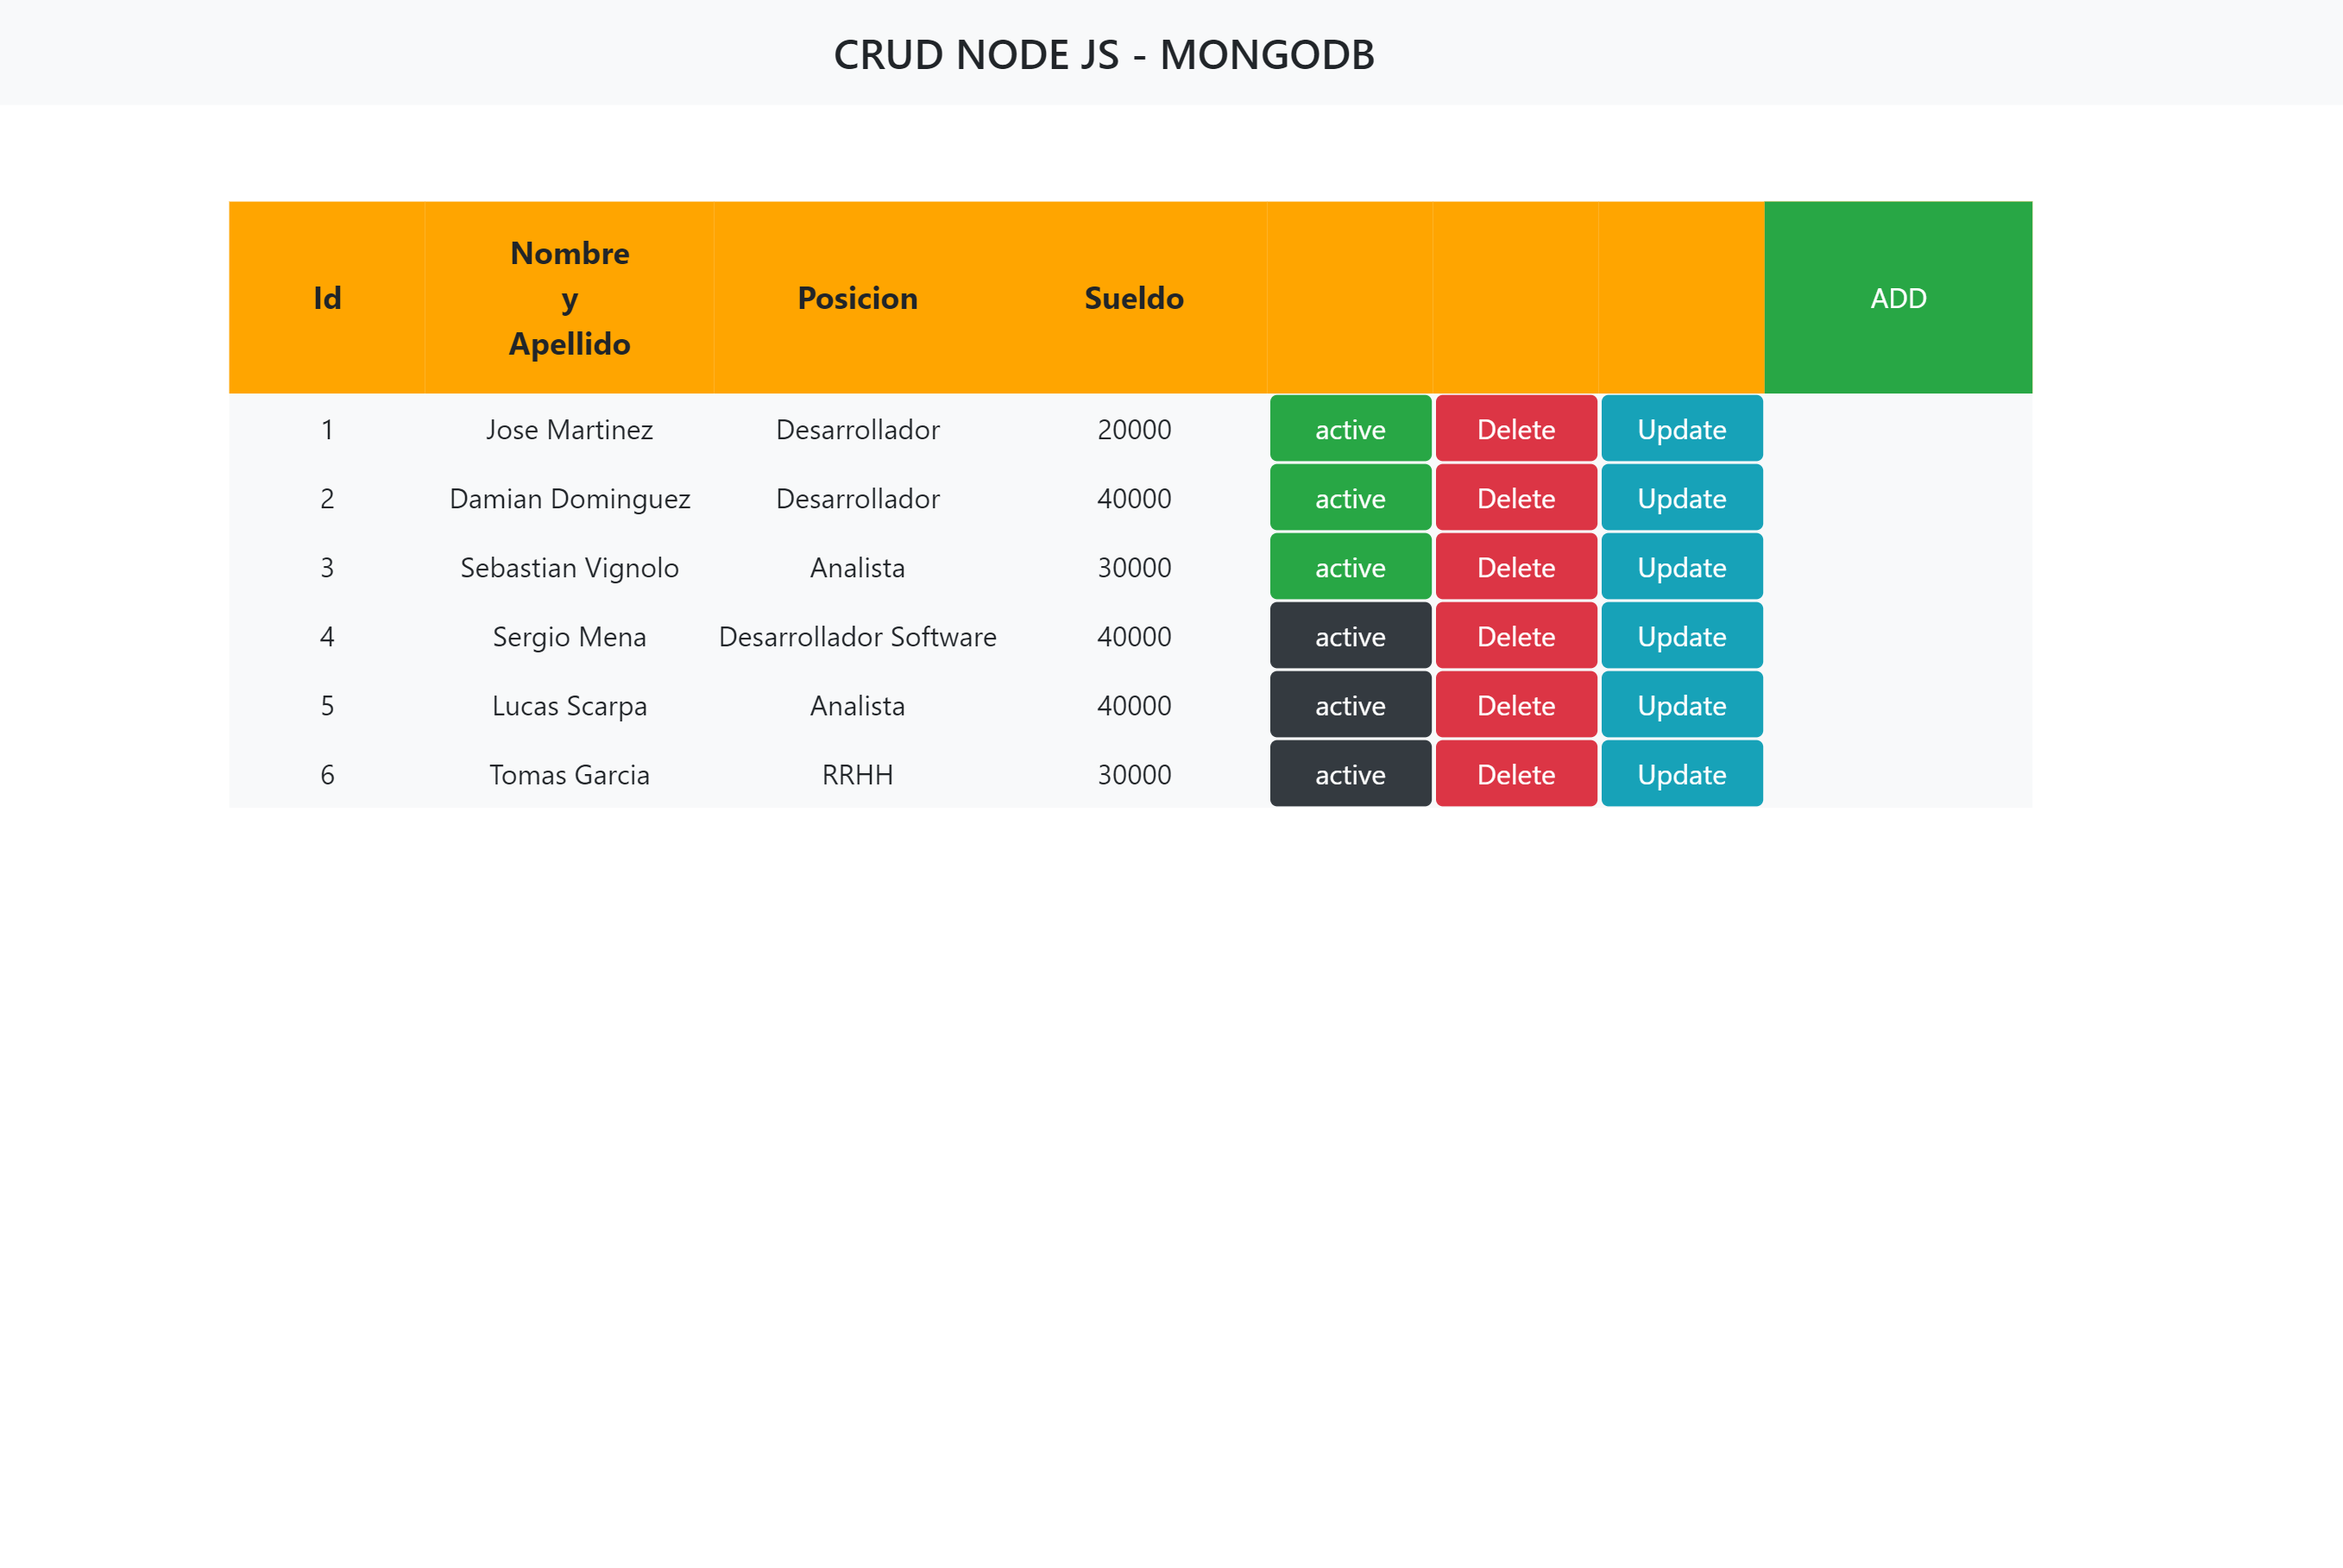 CRUD NODE JS - MONGODB
Id Nombre y Apellido Posicion Sueldo ADD
1 Jose Martinez Desarrollador 20000 active Delete Update
2 Damian Dominguez Desarrollador 40000 active Delete Update
3 Sebastian Vignolo Analista 30000 active Delete Update
4 Sergio Mena Desarrollador Software 40000 active Delete Update
5 Lucas Scarpa Analista 40000 active Delete Update
6 Tomas Garcia RRHH 30000 active Delete Update